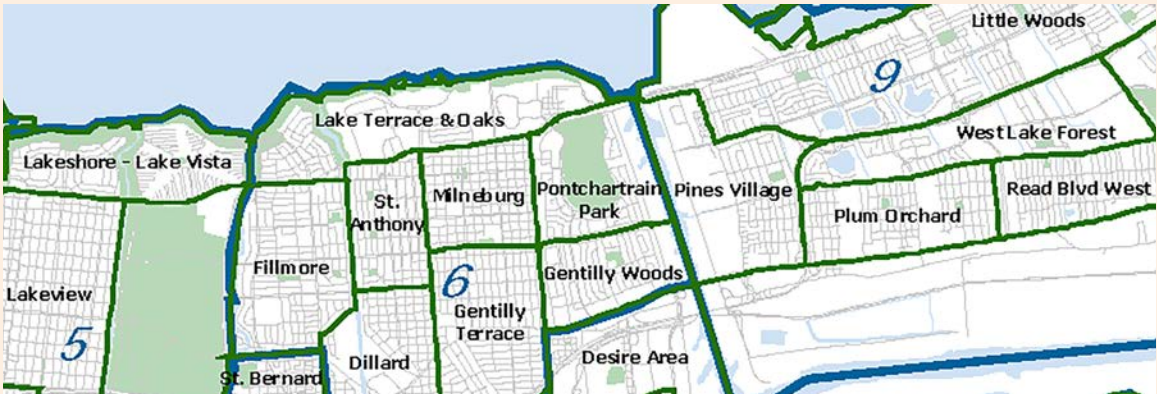 Little Woods
9
Lake Terrace & Oaks
West Lake Forest
Lakeshore - Lake Vista
Milneburg
Pontchartrain
Park
Pines Village
Read Blvd West
St.
Anthony
Plum Orchard
Fillmore
Gentilly Woods
6
Lakeview
Gentilly
Terrace
5
Dillard
Desire Area
St. Bernard